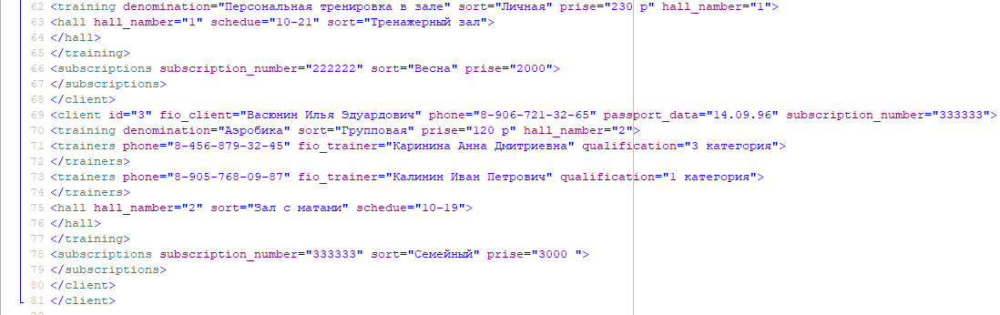 62 <training denomination="Персональная тренировка в зале" sort="Личная" prise="230 р" hall_namber="1">
63 <hall hall_namber="1" schedue="10-21" sort="Тренажерный зал">
64 </hall>
65 </training>
66 <subscriptions subscription_number="222222" sort="Весна" prise="2000">
67 </subscriptions>
68 </client>
69 <client id="3" fio_client="Васюнин Илья Эдуардович" phone="8-906-721-32-65" passport_data="14.09.96" subscription_number="333333">
70 <training denomination="Аэробика" sort="Групповая" prise="120 р" hall_namber="2">
71 <trainers phone="8-456-879-32-45" fio_trainer="Каринина Анна Дмитриевна" qualification="3 категория">
72 </trainers>
73 <trainers phone="8-905-768-09-87" fio_trainer="Калинин Иван Петрович" qualification="1 категория">
74 </trainers>
75 <hall hall_namber="2" sort="Зал с матами" schedue="10-19">
76 </hall>
77 </training>
78 <subscriptions subscription_number="333333" sort="Семейный" prise="3000 ">
79 </subscriptions>
80 </client>
81 </client>